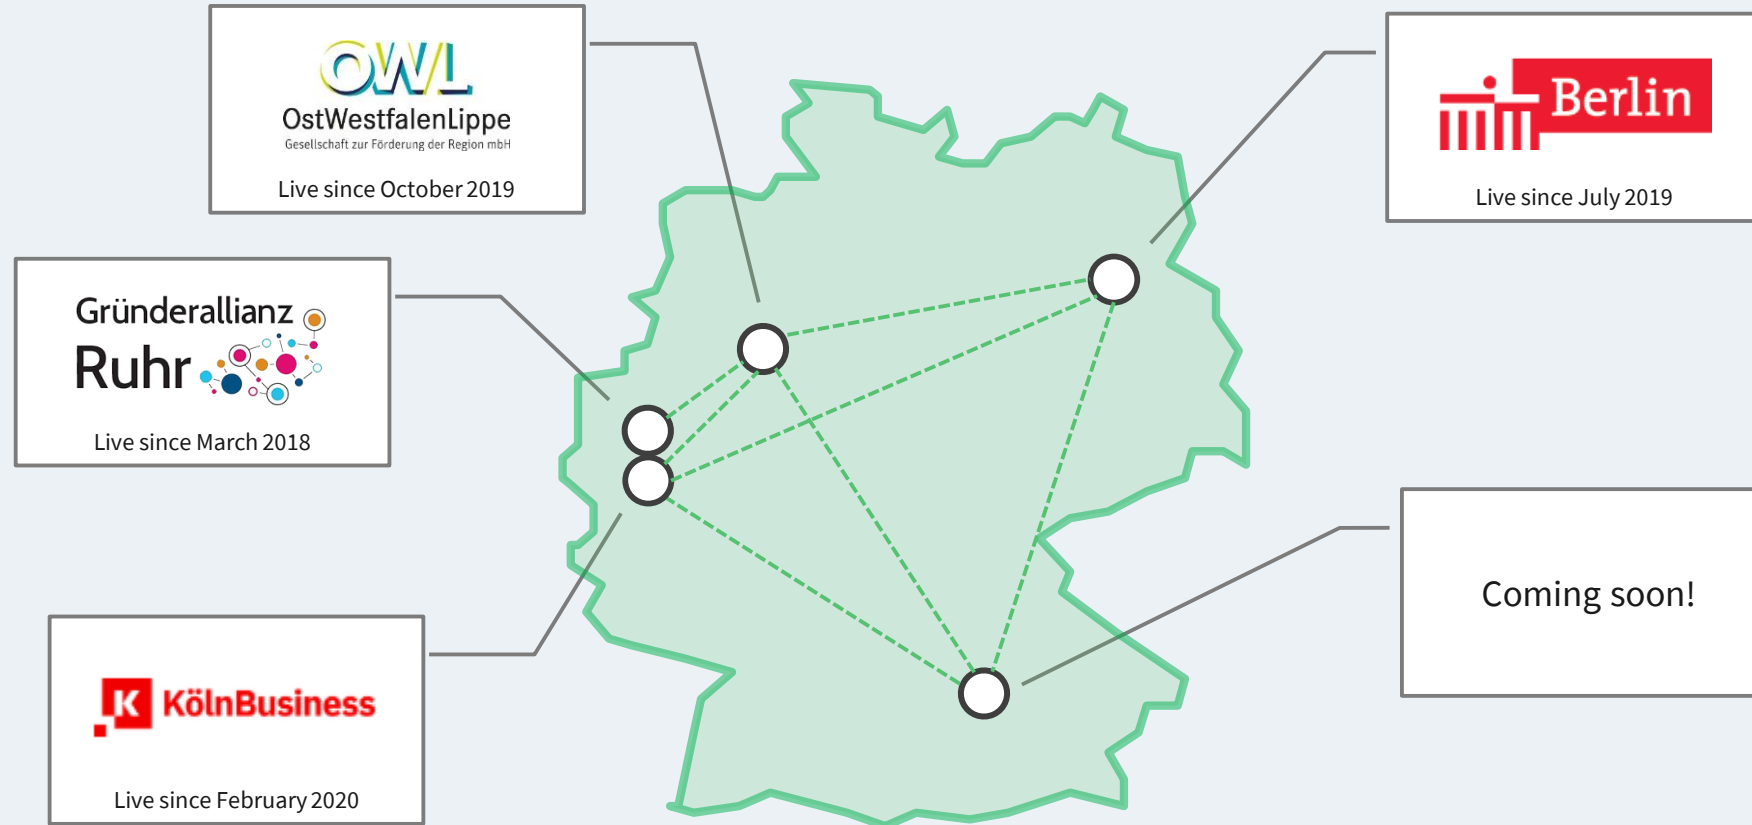 OWL
OstWestfalenLippe
Gesellschaft zur Förderung der Region mbH
Live since October 2019
Berlin
Live since July 2019
Gründerallianz
Ruhr
Live since March 2018
Coming soon!
K KölnBusiness
Live since February 2020